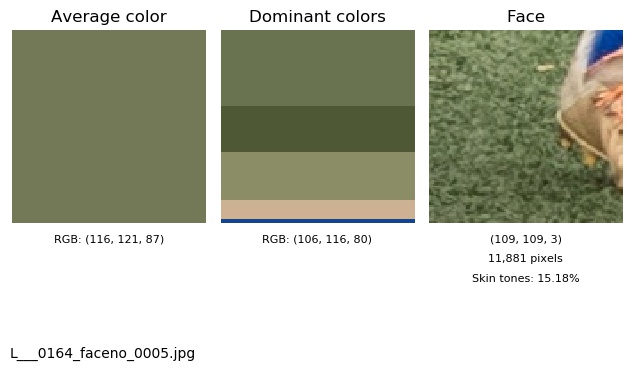 Average color
Dominant colors
Face
RGB: (116, 121, 87)
RGB: (106, 116, 80)
(109, 109, 3)
11,881 pixels
Skin tones: 15.18%
L___0164_faceno_0005.jpg